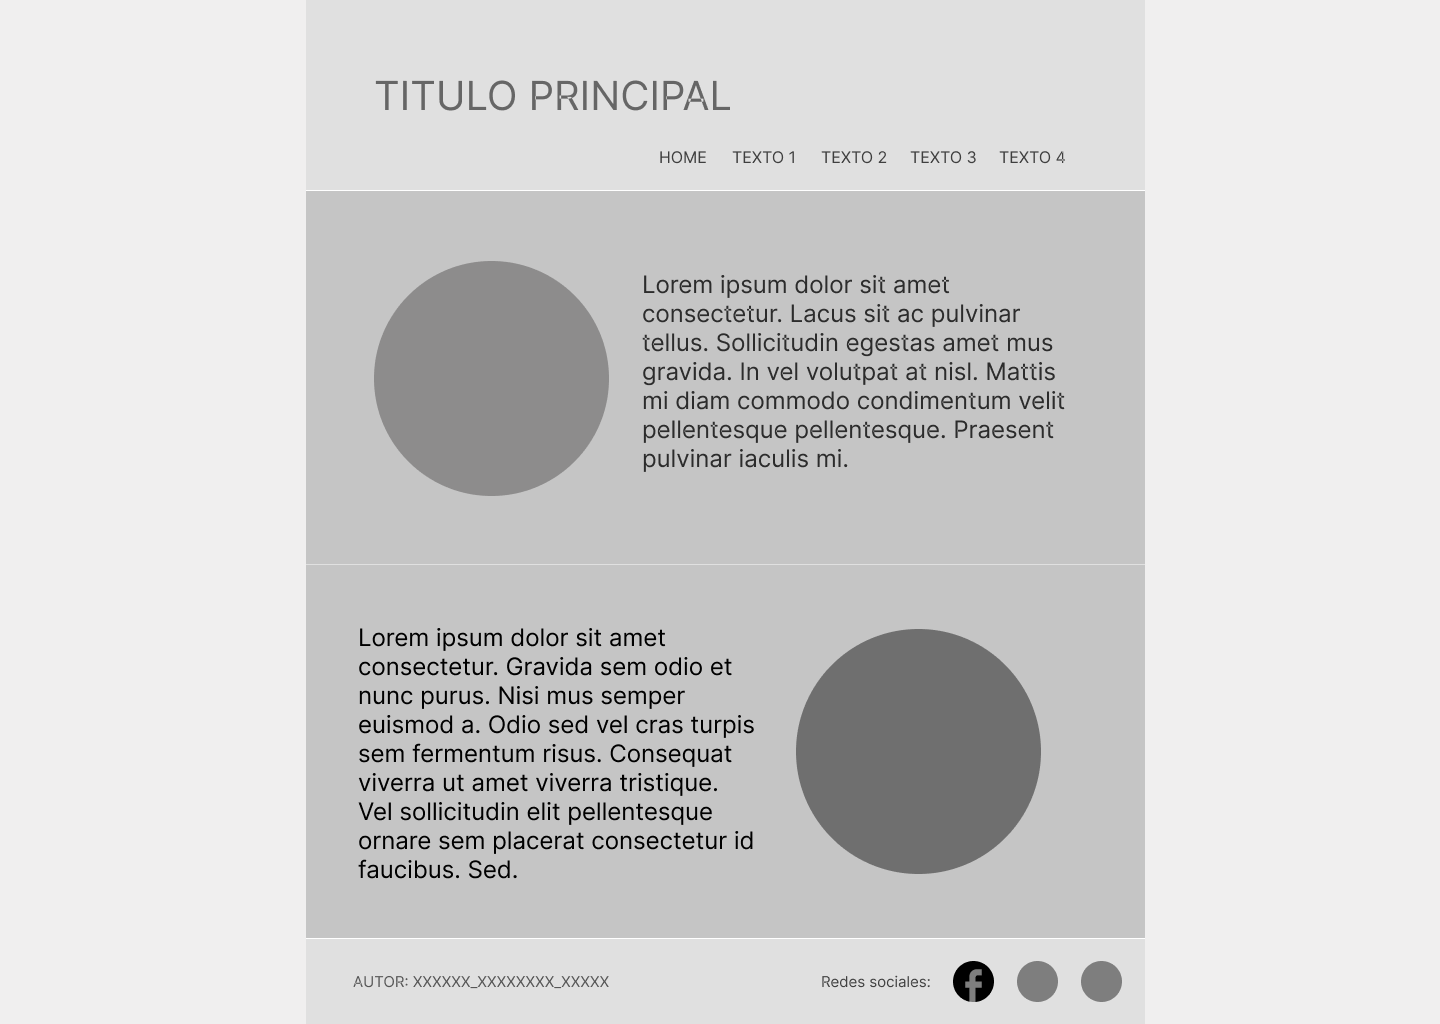 TITULO PRINCIPAL
HOME TEXTO 1 TEXTO 2 TEXTO 3 TEXTO 4
Lorem ipsum dolor sit amet
consectetur. Lacus sit ac pulvinar
tellus. Sollicitudin egestas amet mus
gravida. In vel volutpat at nisl. Mattis
mi diam commodo condimentum velit
pellentesque pellentesque. Praesent
pulvinar iaculis mi.
Lorem ipsum dolor sit amet
consectetur. Gravida sem odio et
nunc purus. Nisi mus semper
euismod a. Odio sed vel cras turpis
sem fermentum risus. Consequat
viverra ut amet viverra tristique.
Vel sollicitudin elit pellentesque
ornare sem placerat consectetur id
faucibus. Sed.
AUTOR: XXXXXX_XXXXXXXX_XXXXX
Redes sociales: